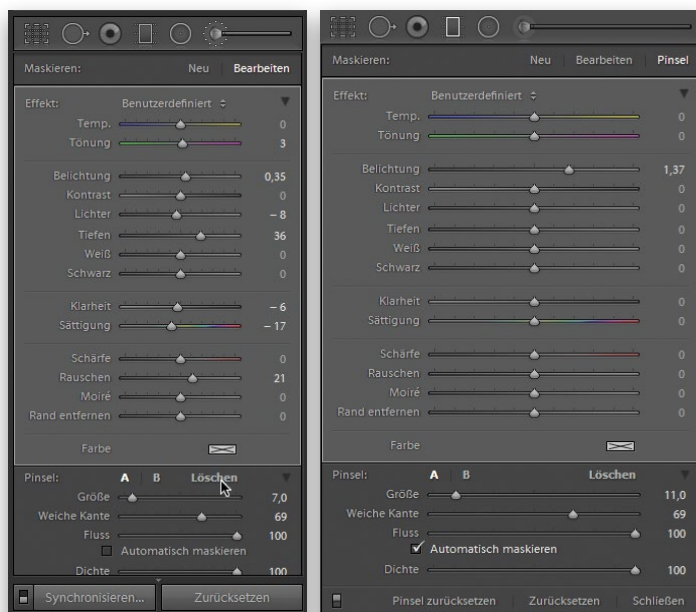 Maskieren: Neu Bearbeiten
Effekt: Benutzerdefiniert
Temp. 0
Tönung 3
Belichtung 0,35
Kontrast 0
Lichter – 8
Tiefen 36
Weiß 0
Schwarz 0
Klarheit – 6
Sättigung – 17
Schärfe 0
Rauschen 21
Moiré 0
Rand entfernen 0
Farbe
Pinsel: A B Löschen
Größe 7,0
Weiche Kante 69
Fluss 100
Automatisch maskieren
Dichte 100
Synchronisieren... Zurücksetzen
Maskieren: Neu Bearbeiten Pinsel
Effekt: Benutzerdefiniert
Temp. 0
Tönung 0
Belichtung 1,37
Kontrast 0
Lichter 0
Tiefen 0
Weiß 0
Schwarz 0
Klarheit 0
Sättigung 0
Schärfe 0
Rauschen 0
Moiré 0
Rand entfernen 0
Farbe
Pinsel: A B Löschen
Größe 11,0
Weiche Kante 69
Fluss 100
Automatisch maskieren
Dichte 100
Pinsel zurücksetzen Zurücksetzen Schließen